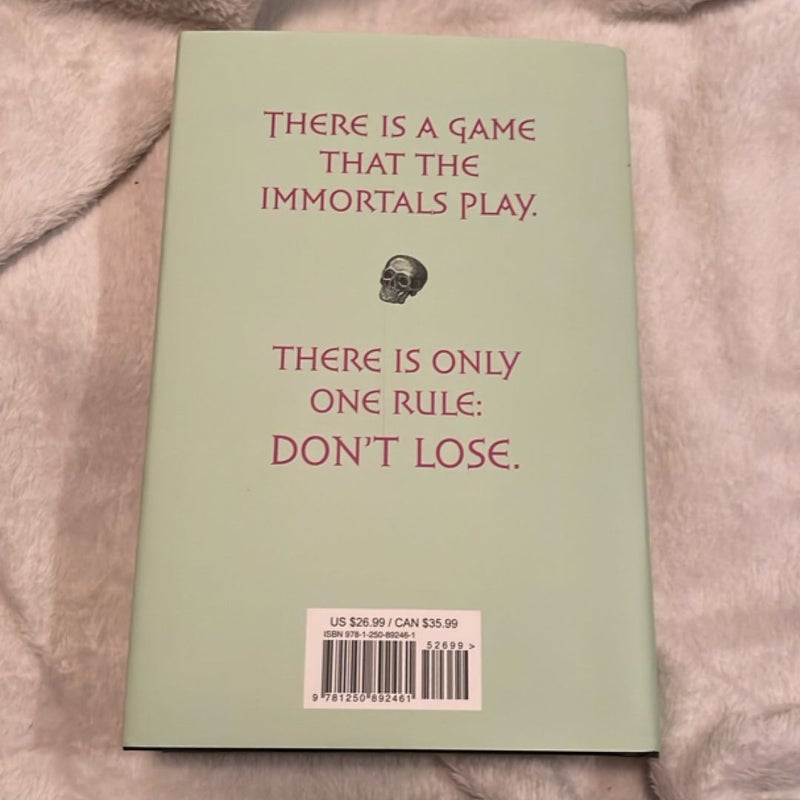 THERE IS A GAME
THAT THE
IMMORTALS PLAY.
THERE IS ONLY
ONE RULE:
DON'T LOSE.
US $26.99 / CAN $35.99
ISBN 978-1-250-89246-1
52699 >
9 781250 892461